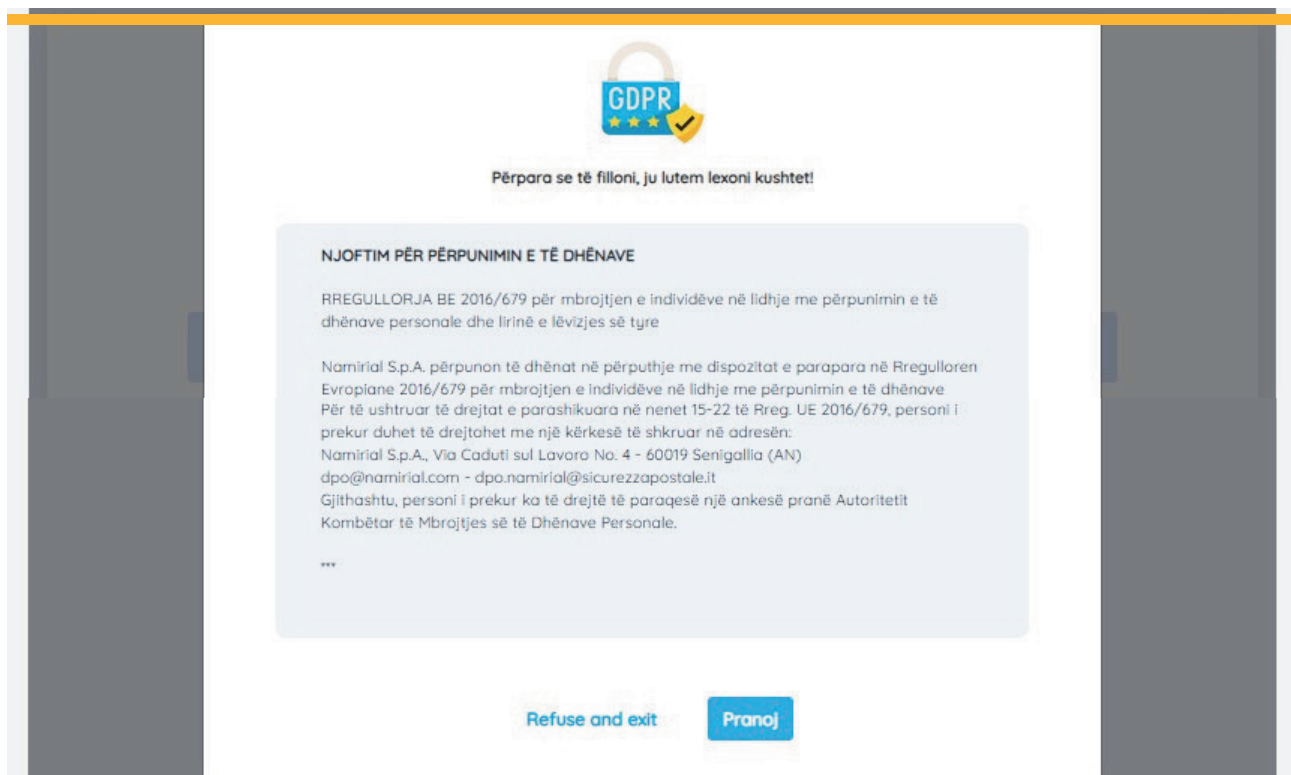 GDPR
Përpara se të filloni, ju lutem lexoni kushtet!
NJOFTIM PËR PËRPUNIMIN E TË DHËNAVE
RREGULLORJA BE 2016/679 për mbrojtjen e individëve në lidhje me përpunimin e të
dhënave personale dhe lirinë e lëvizjes së tyre
Namirial S.p.A. përpunon të dhënat në përputhje me dispozitat e parapara në Rregulloren
Evropiane 2016/679 për mbrojtjen e individëve në lidhje me përpunimin e të dhënave
Për të ushtruar të drejtat e parashikuara në nenet 15-22 të Rreg. UE 2016/679, personi i
prekur duhet të drejtohet me një kërkesë të shkruar në adresën:
Namirial S.p.A., Via Caduti sul Lavoro No. 4 - 60019 Senigallia (AN)
dpo@namirial.com - dpo.namirial@sicurezzapostale.it
Gjithashtu, personi i prekur ka të drejtë të paraqesë një ankesë pranë Autoritetit
Kombëtar të Mbrojtjes së të Dhënave Personale.
***
Refuse and exit Pranoj